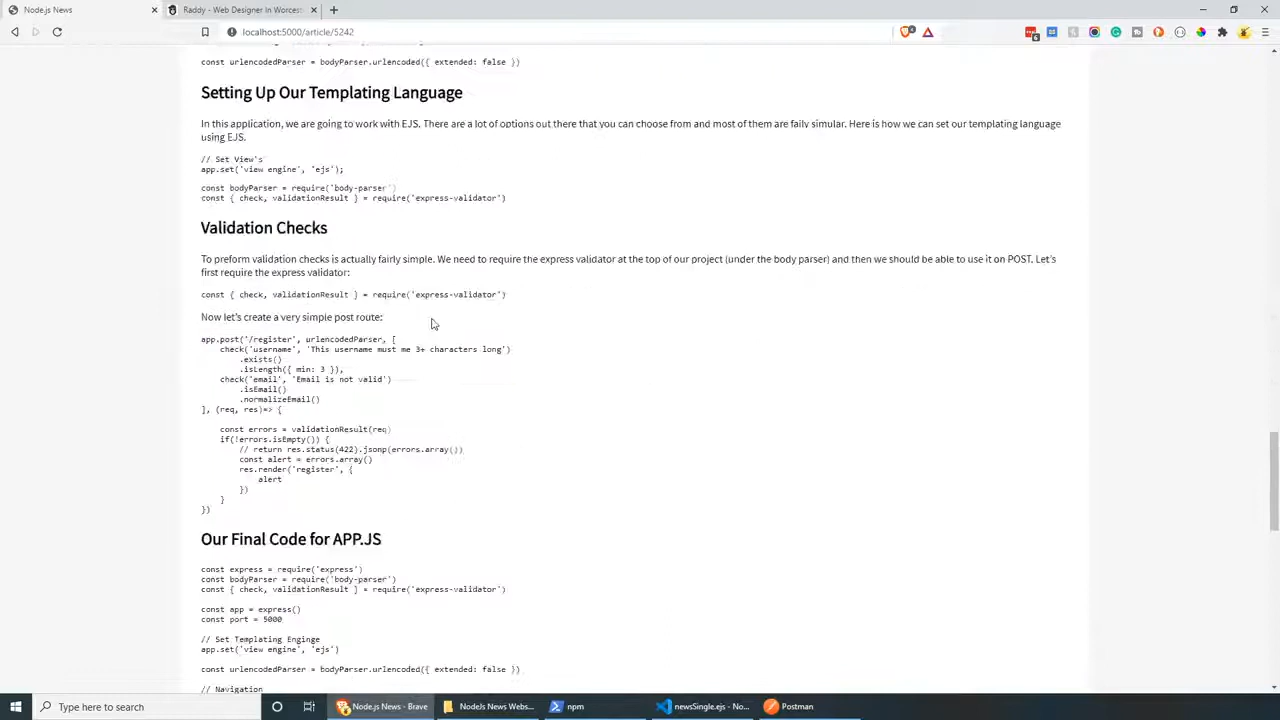 Node.js News
Raddy - Web Designer In Worcest
localhost:5000/article/5242
const urlencodedParser = bodyParser.urlencoded({ extended: false })
Setting Up Our Templating Language
In this application, we are going to work with EJS. There are a lot of options out there that you can choose from and most of them are faily simular. Here is how we can set our templating language
using EJS.
// Set View's
app.set('view engine', 'ejs');
const bodyParser = require('body-parser')
const { check, validationResult } = require('express-validator')
Validation Checks
To preform validation checks is actually fairly simple. We need to require the express validator at the top of our project (under the body parser) and then we should be able to use it on POST. Let's
first require the express validator:
const { check, validationResult } = require('express-validator')
Now let's create a very simple post route:
app.post('/register', urlencodedParser, [
check('username', 'This username must me 3+ characters long')
.exists()
.isLength({ min: 3 }),
check('email', 'Email is not valid')
.isEmail()
.normalizeEmail()
], (req, res)=> {
const errors = validationResult(req)
if(!errors.isEmpty()) {
// return res.status(422).jsonp(errors.array())
const alert = errors.array()
res.render('register', {
alert
})
}
})
Our Final Code for APP.JS
const express = require('express')
const bodyParser = require('body-parser')
const { check, validationResult } = require('express-validator')
const app = express()
const port = 5000
// Set Templating Enginge
app.set('view engine', 'ejs')
const urlencodedParser = bodyParser.urlencoded({ extended: false })
// Navigation
Type here to search
Node.js News - Brave
NodeJs News Webs...
npm
newsSingle.ejs - No...
Postman